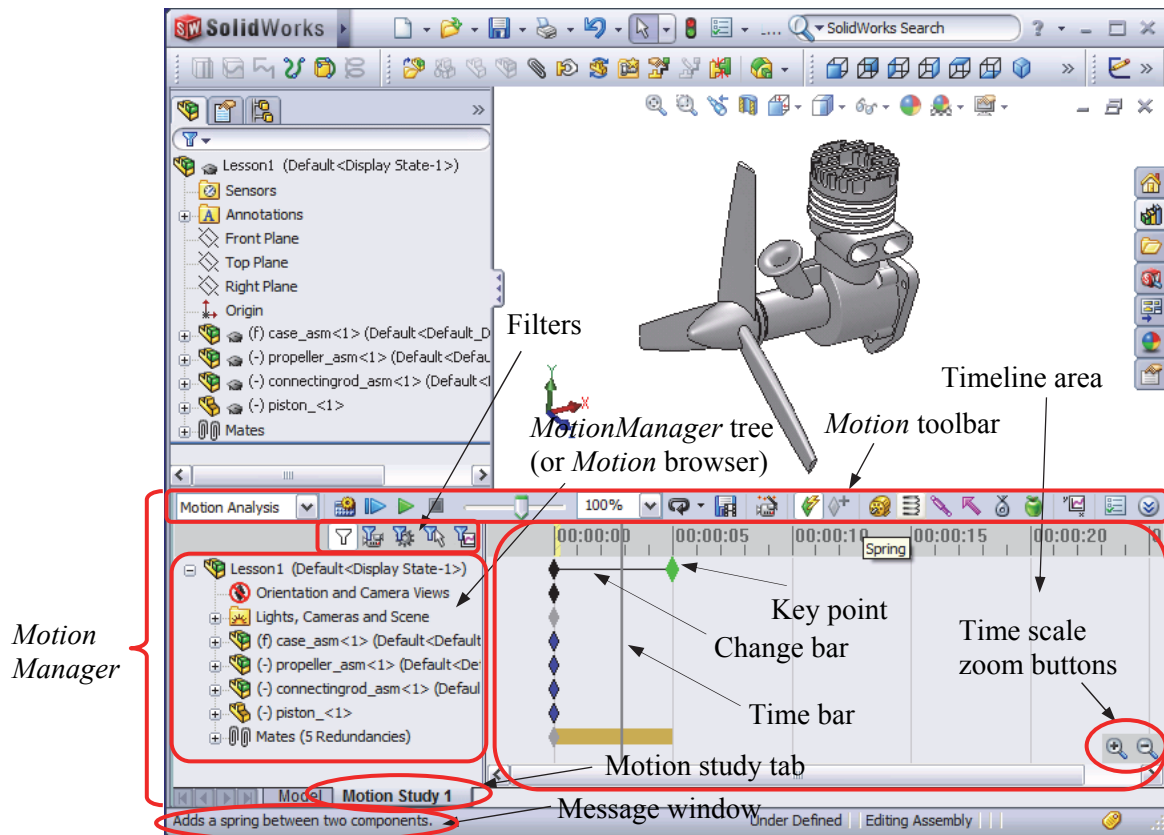 SolidWorks
SolidWorks Search
Lesson1 (Default<Display State-1>)
Sensors
Annotations
Front Plane
Top Plane
Right Plane
Origin
(f) case_asm<1> (Default<Default_D
(-) propeller_asm<1> (Default<Defau
(-) connectingrod_asm<1> (Default<
(-) piston_<1>
Mates
Filters
MotionManager tree
(or Motion browser)
Y
X
Motion toolbar
Timeline area
Motion Analysis
100%
00:00:00
00:00:05
00:00:10
00:00:15
00:00:20
Spring
Lesson1 (Default<Display State-1>)
Orientation and Camera Views
Lights, Cameras and Scene
(f) case_asm<1> (Default<Default
(-) propeller_asm<1> (Default<De
(-) connectingrod_asm<1> (Defaul
(-) piston_<1>
Mates (5 Redundancies)
Motion
Manager
Key point
Change bar
Time bar
Time scale
zoom buttons
Motion study tab
Model
Motion Study 1
Message window
Adds a spring between two components.
Under Defined
Editing Assembly